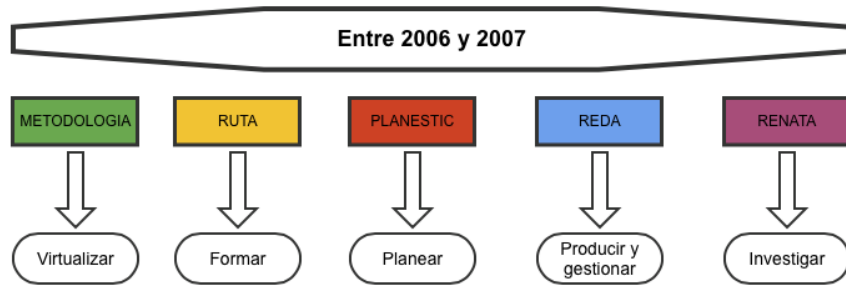 Entre 2006 y 2007
METODOLOGIA
RUTA
PLANESTIC
REDA
RENATA
Virtualizar
Formar
Planear
Producir y
gestionar
Investigar